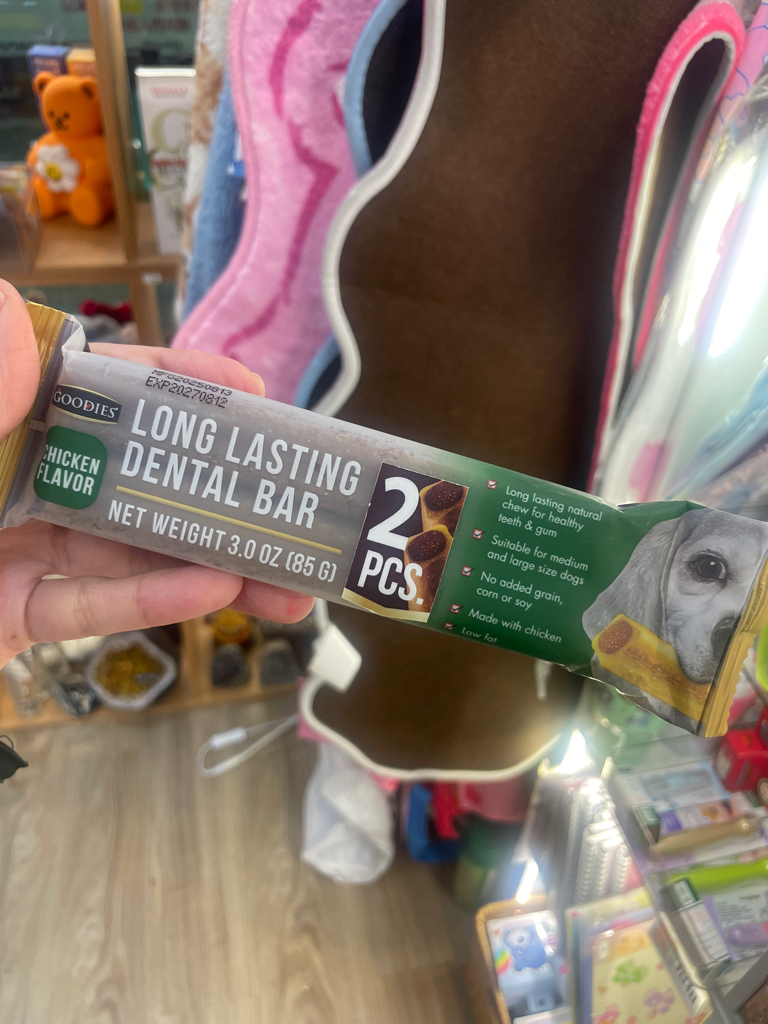 MFG20250813
EXP20270812
GOODIES
CHICKEN
FLAVOR
LONG LASTING
DENTAL BAR
NET WEIGHT 3.0 OZ (85 G)
2
PCS.
Long lasting natural
chew for healthy
teeth & gum
Suitable for medium
and large size dogs
No added grain,
corn or soy
Made with chicken
Low fat